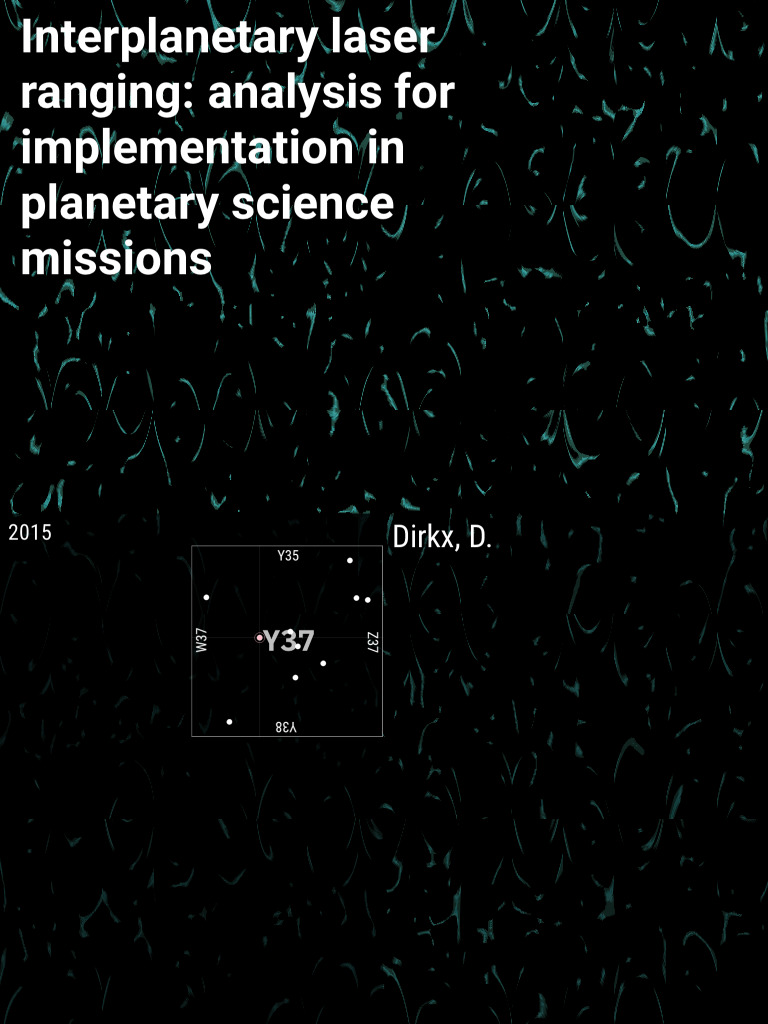 Interplanetary laser
ranging: analysis for
implementation in
planetary science
missions
2015
Dirkx, D.
Y35
W37
Y37
Z37
Y38